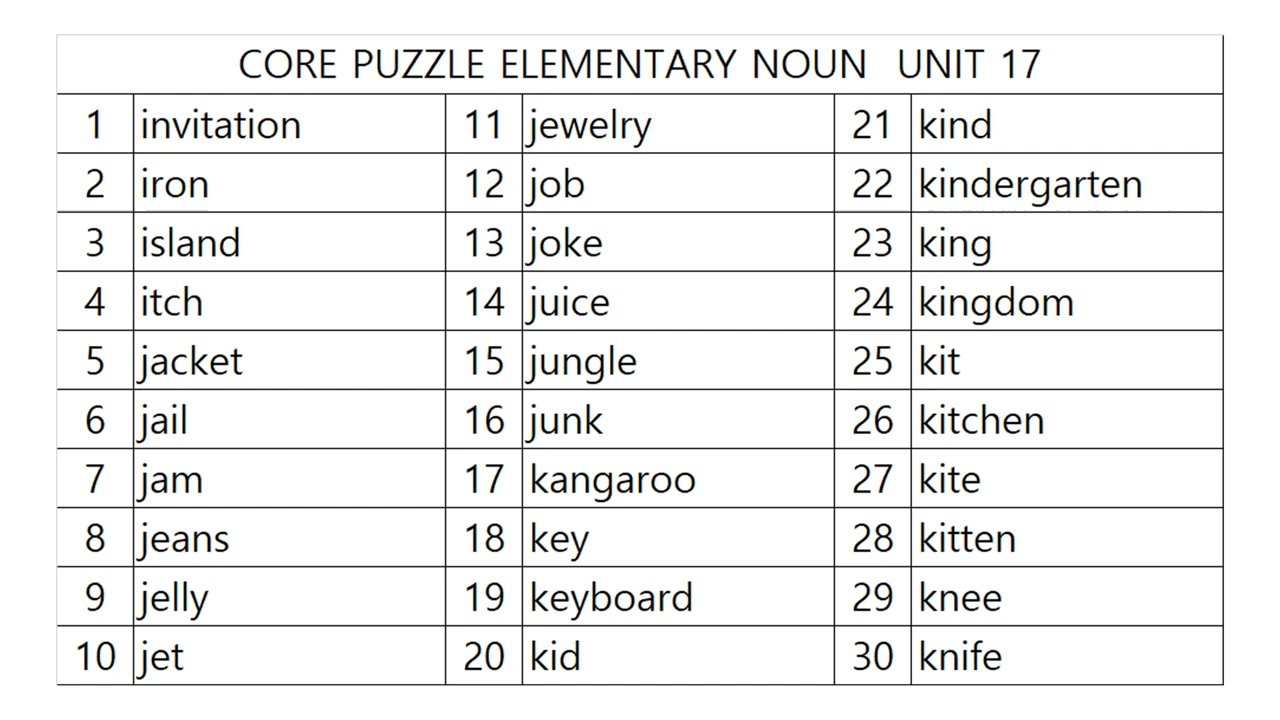 CORE PUZZLE ELEMENTARY NOUN  UNIT 17
1 invitation 11 jewelry 21 kind
2 iron 12 job 22 kindergarten
3 island 13 joke 23 king
4 itch 14 juice 24 kingdom
5 jacket 15 jungle 25 kit
6 jail 16 junk 26 kitchen
7 jam 17 kangaroo 27 kite
8 jeans 18 key 28 kitten
9 jelly 19 keyboard 29 knee
10 jet 20 kid 30 knife